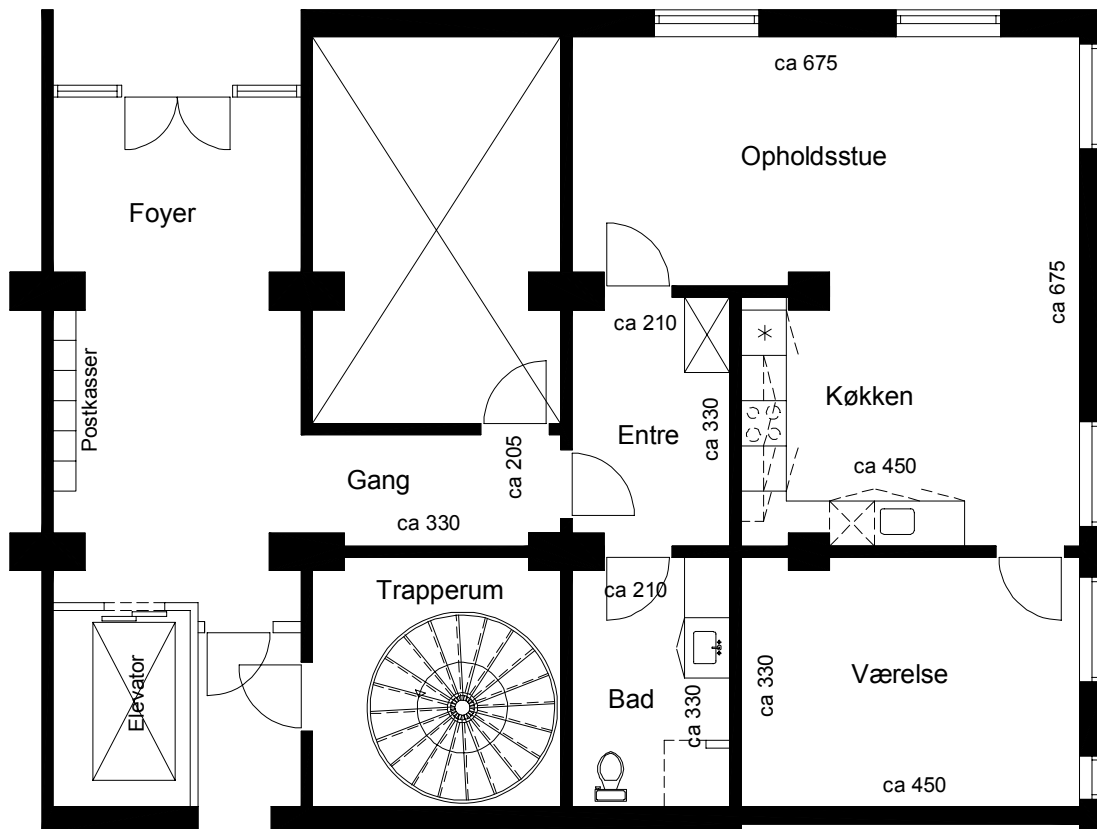 ca 675
Opholdsstue
Foyer
ca 675
ca 210
Postkasser
Køkken
ca 330
Entre
ca 205
ca 450
Gang
ca 330
Trapperum
ca 210
Elevator
Bad
ca 330
ca 330
Værelse
ca 450